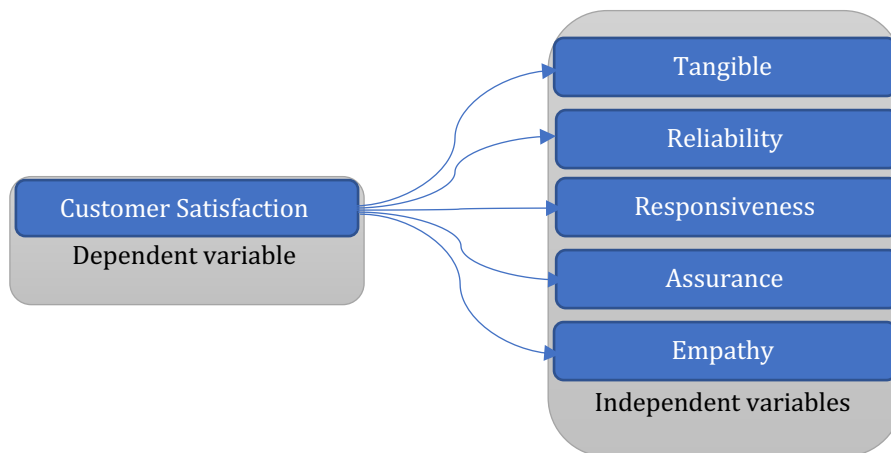 Customer Satisfaction
Dependent variable
Tangible
Reliability
Responsiveness
Assurance
Empathy
Independent variables